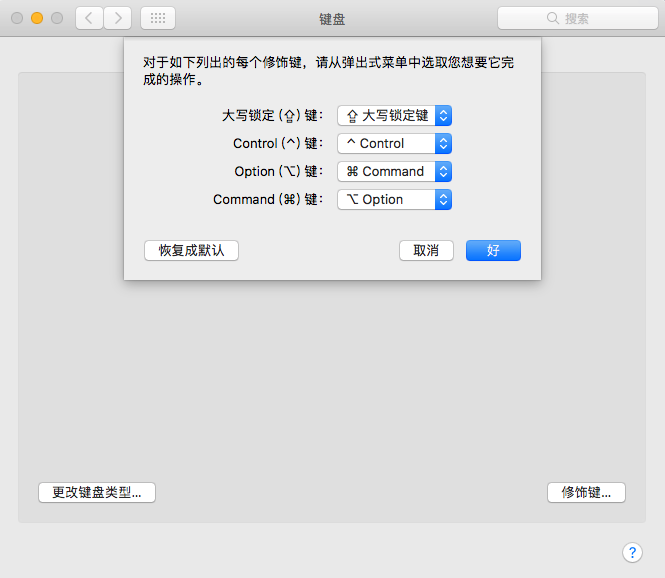 键盘
搜索
对于如下列出的每个修饰键，请从弹出式菜单中选取您想要它完
成的操作。
大写锁定 (⇪) 键： ⇪ 大写锁定键
Control (^) 键： ^ Control
Option (⌥) 键： ⌘ Command
Command (⌘) 键： ⌥ Option
恢复成默认 取消 好
更改键盘类型... 修饰键...
?